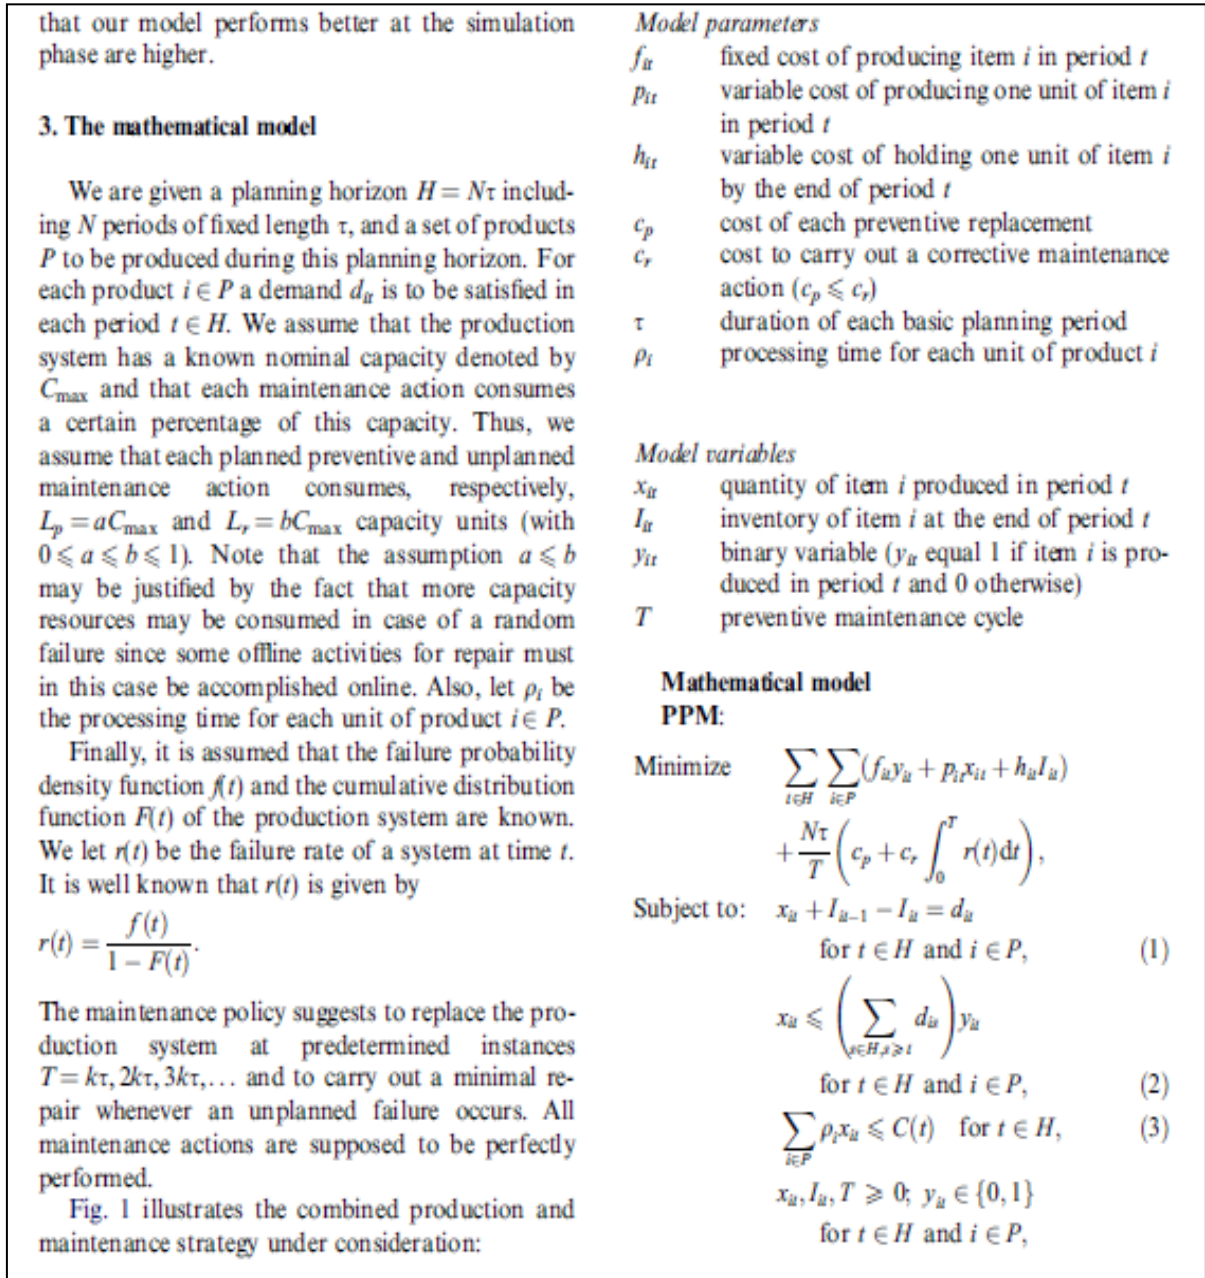 that our model performs better at the simulation
phase are higher.
3. The mathematical model
We are given a planning horizon H = Nτ includ-
ing N periods of fixed length τ, and a set of products
P to be produced during this planning horizon. For
each product i ∈ P a demand d_it is to be satisfied in
each period t ∈ H. We assume that the production
system has a known nominal capacity denoted by
C_max and that each maintenance action consumes
a certain percentage of this capacity. Thus, we
assume that each planned preventive and unplanned
maintenance action consumes, respectively,
L_p = aC_max and L_r = bC_max capacity units (with
0 ⩽ a ⩽ b ⩽ 1). Note that the assumption a ⩽ b
may be justified by the fact that more capacity
resources may be consumed in case of a random
failure since some offline activities for repair must
in this case be accomplished online. Also, let ρ_i be
the processing time for each unit of product i ∈ P.
Finally, it is assumed that the failure probability
density function f(t) and the cumulative distribution
function F(t) of the production system are known.
We let r(t) be the failure rate of a system at time t.
It is well known that r(t) is given by
r(t) = f(t) / (1 − F(t)).
The maintenance policy suggests to replace the pro-
duction system at predetermined instances
T = kτ, 2kτ, 3kτ,... and to carry out a minimal re-
pair whenever an unplanned failure occurs. All
maintenance actions are supposed to be perfectly
performed.
Fig. 1 illustrates the combined production and
maintenance strategy under consideration:
Model parameters
f_it fixed cost of producing item i in period t
p_it variable cost of producing one unit of item i
in period t
h_it variable cost of holding one unit of item i
by the end of period t
c_p cost of each preventive replacement
c_r cost to carry out a corrective maintenance
action (c_p ⩽ c_r)
τ duration of each basic planning period
ρ_i processing time for each unit of product i
Model variables
x_it quantity of item i produced in period t
I_it inventory of item i at the end of period t
y_it binary variable (y_it equal 1 if item i is pro-
duced in period t and 0 otherwise)
T preventive maintenance cycle
Mathematical model
PPM:
Minimize ∑_{t∈H} ∑_{i∈P} (f_it y_it + p_it x_it + h_it I_it)
+ Nτ/T (c_p + c_r ∫_0^T r(t)dt),
Subject to: x_it + I_it−1 − I_it = d_it
for t ∈ H and i ∈ P, (1)
x_it ⩽ (∑_{s∈H,s⩾t} d_is) y_it
for t ∈ H and i ∈ P, (2)
∑_{i∈P} ρ_i x_it ⩽ C(t) for t ∈ H, (3)
x_it, I_it, T ⩾ 0; y_it ∈ {0, 1}
for t ∈ H and i ∈ P,